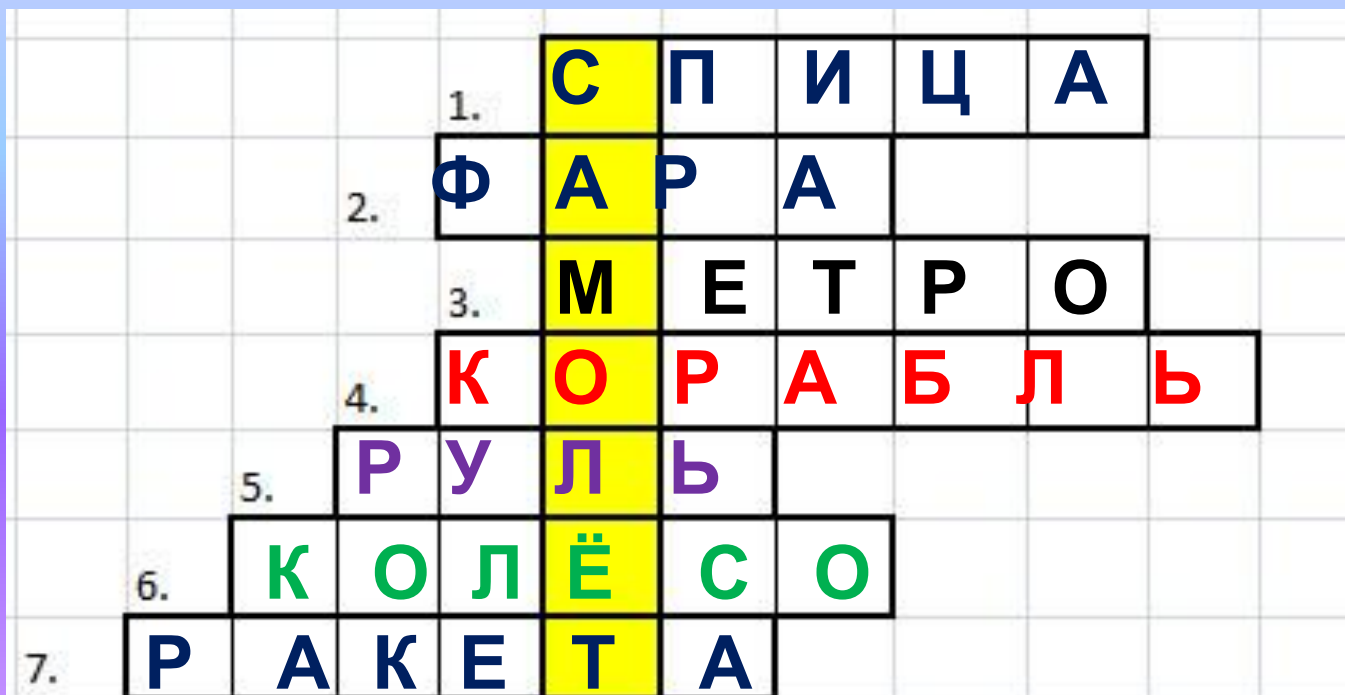 1. СПИЦА
2. ФАРА
3. МЕТРО
4. КОРАБЛЬ
5. РУЛЬ
6. КОЛЁСО
7. РАКЕТА